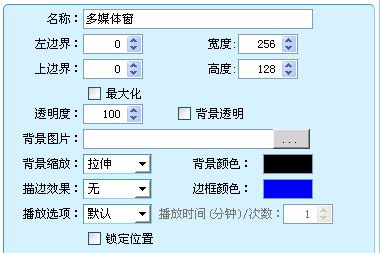 名称： 多媒体窗
左边界： 0 宽度: 256
上边界： 0 高度: 128
最大化
透明度： 100 背景透明
背景图片： ...
背景缩放： 拉伸 背景颜色：
描边效果： 无 边框颜色：
播放选项： 默认 播放时间(分钟)/次数： 1
锁定位置